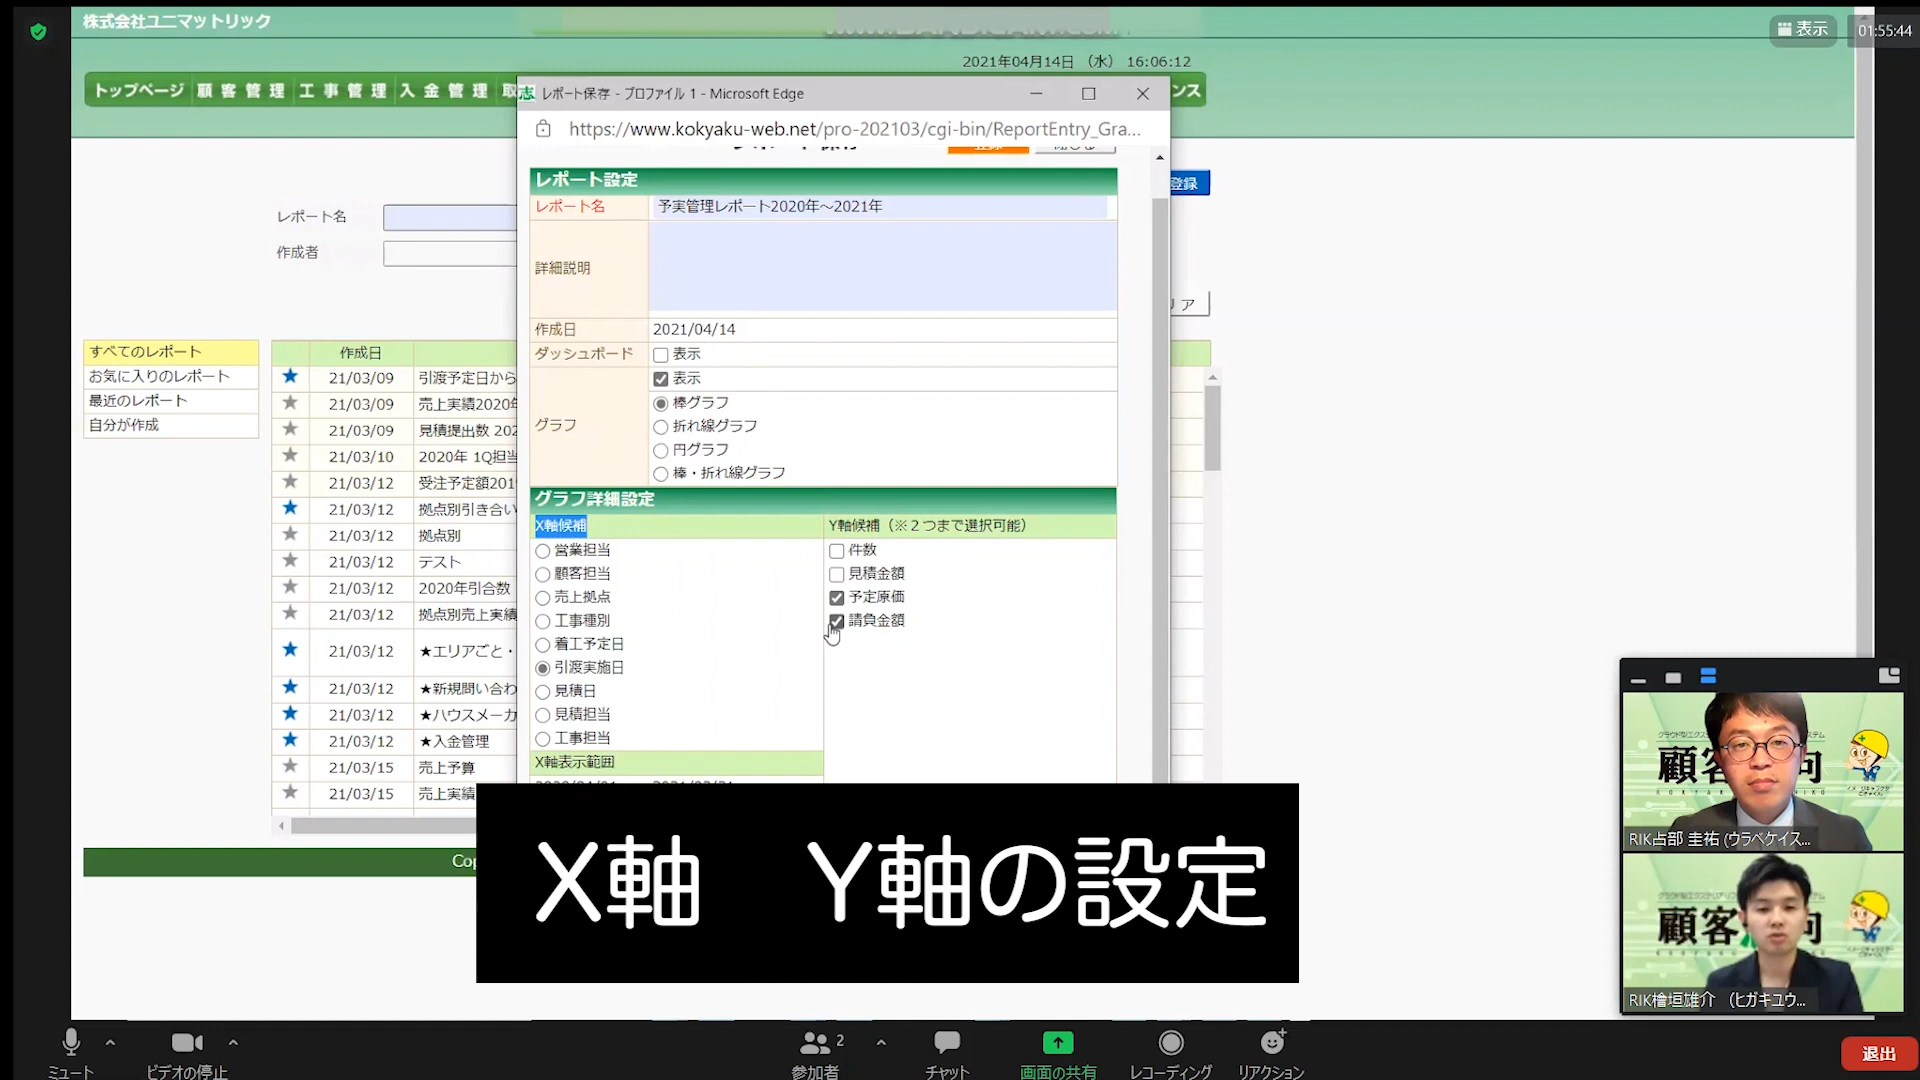 株式会社ユニマットリック
表示
01:55:44
2021年04月14日 （水） 16:06:12
トップページ 顧客管理 工事管理 入金管理 取
ンス
レポート保存 - プロファイル 1 - Microsoft Edge
https://www.kokyaku-web.net/pro-202103/cgi-bin/ReportEntry_Gra...
登録
レポート名
作成者
リア
レポート設定
レポート名 予実管理レポート2020年～2021年
詳細説明
作成日 2021/04/14
ダッシュボード 表示
グラフ
表示
棒グラフ
折れ線グラフ
円グラフ
棒・折れ線グラフ
グラフ詳細設定
X軸候補 Y軸候補（※２つまで選択可能）
営業担当 件数
顧客担当 見積金額
売上拠点 予定原価
工事種別 請負金額
着工予定日
引渡実施日
見積日
見積担当
工事担当
X軸表示範囲
すべてのレポート
お気に入りのレポート
最近のレポート
自分が作成
作成日
★ 21/03/09 引渡予定日から
★ 21/03/09 売上実績2020年
★ 21/03/09 見積提出数 202
★ 21/03/10 2020年 1Q担当
★ 21/03/12 受注予定額201
★ 21/03/12 拠点別引き合い
★ 21/03/12 拠点別
★ 21/03/12 テスト
★ 21/03/12 2020年引合数
★ 21/03/12 拠点別売上実績
★ 21/03/12 ★エリアごと・
★ 21/03/12 ★新規問い合わ
★ 21/03/12 ★ハウスメーカ
★ 21/03/12 ★入金管理
★ 21/03/15 売上予算
★ 21/03/15 売上実績
Cop
X軸　Y軸の設定
顧客 向
RIK占部 圭祐 (ウラベケイス...
顧客 向
RIK檜垣雄介 （ヒガキユウ...
ミュート
ビデオの停止
参加者 2
チャット
画面の共有
レコーディング
リアクション
退出